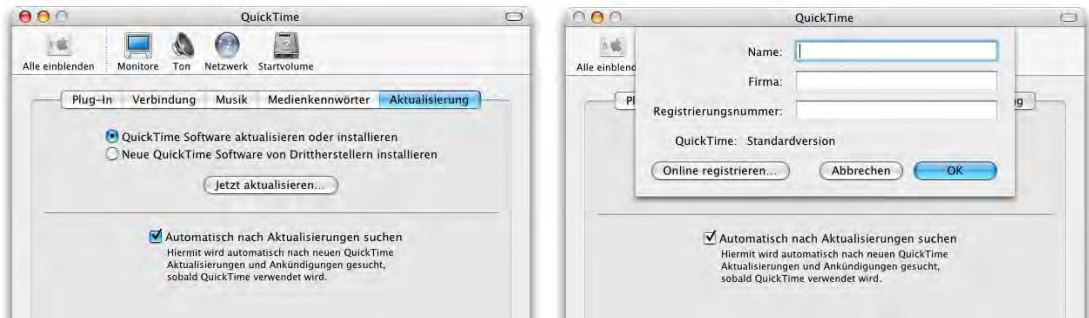 QuickTime
Alle einblenden Monitore Ton Netzwerk Startvolume
Plug-In Verbindung Musik Medienkennwörter Aktualisierung
QuickTime Software aktualisieren oder installieren
Neue QuickTime Software von Drittherstellern installieren
Jetzt aktualisieren...
Automatisch nach Aktualisierungen suchen
Hiermit wird automatisch nach neuen QuickTime
Aktualisierungen und Ankündigungen gesucht,
sobald QuickTime verwendet wird.
QuickTime
Alle einblend
Name:
Firma:
Pl
ng
Registrierungsnummer:
QuickTime: Standardversion
Online registrieren... Abbrechen OK
Automatisch nach Aktualisierungen suchen
Hiermit wird automatisch nach neuen QuickTime
Aktualisierungen und Ankündigungen gesucht,
sobald QuickTime verwendet wird.